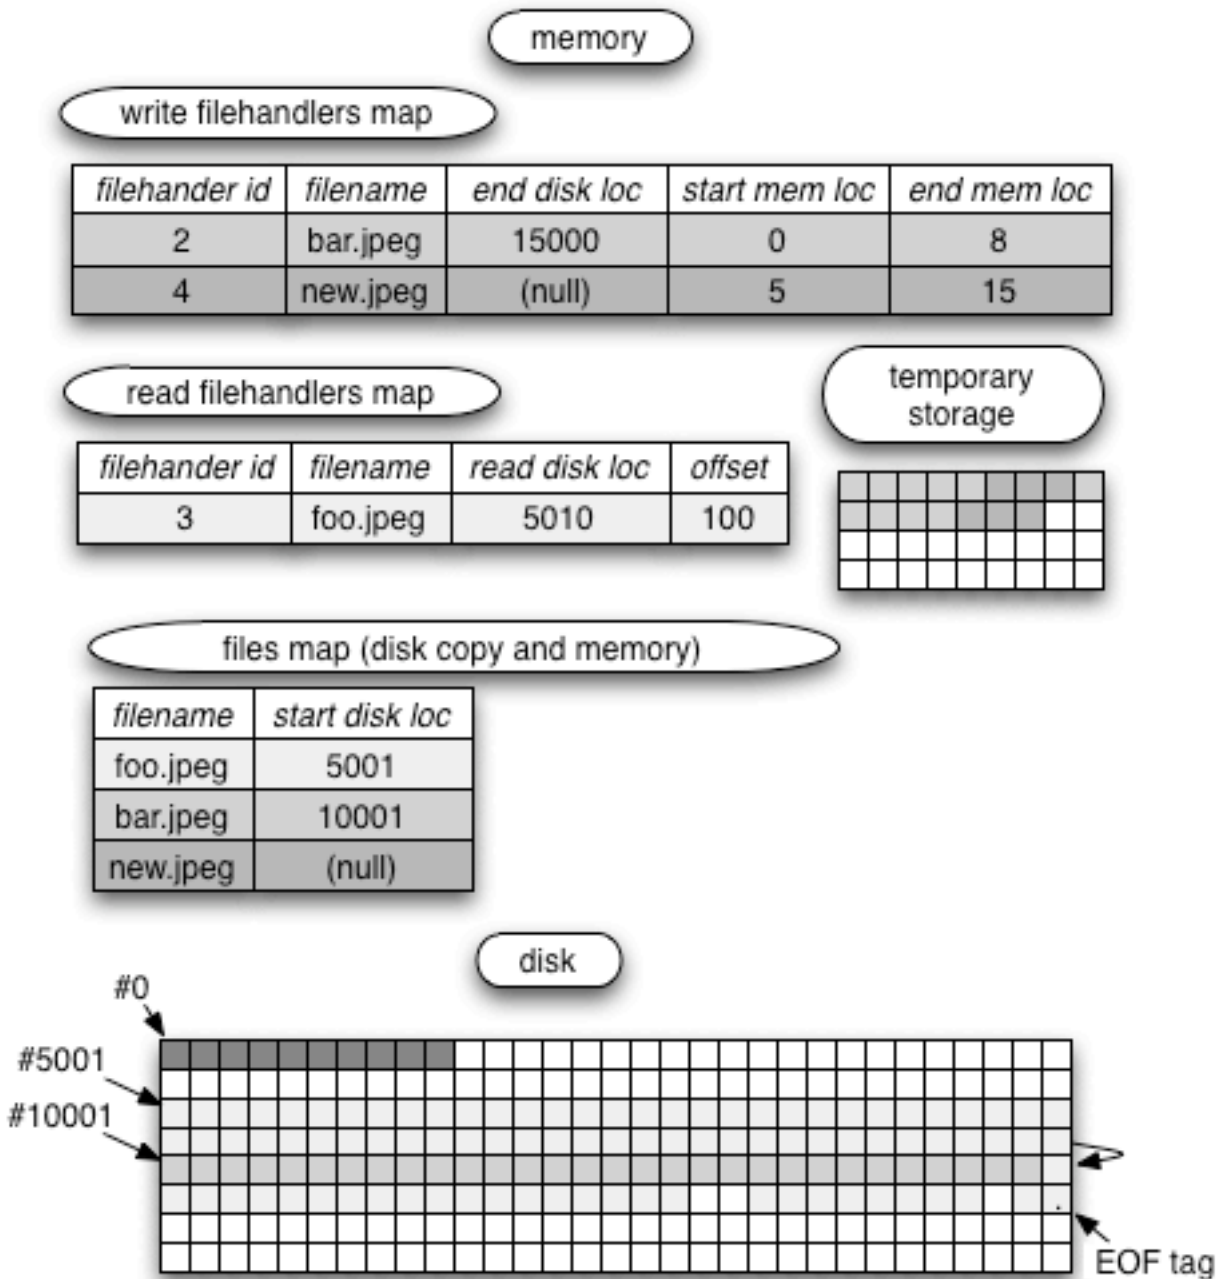 memory
write filehandlers map
filehander id filename end disk loc start mem loc end mem loc
2 bar.jpeg 15000 0 8
4 new.jpeg (null) 5 15
read filehandlers map
temporary
storage
filehander id filename read disk loc offset
3 foo.jpeg 5010 100
files map (disk copy and memory)
filename start disk loc
foo.jpeg 5001
bar.jpeg 10001
new.jpeg (null)
disk
#0
#5001
#10001
EOF tag